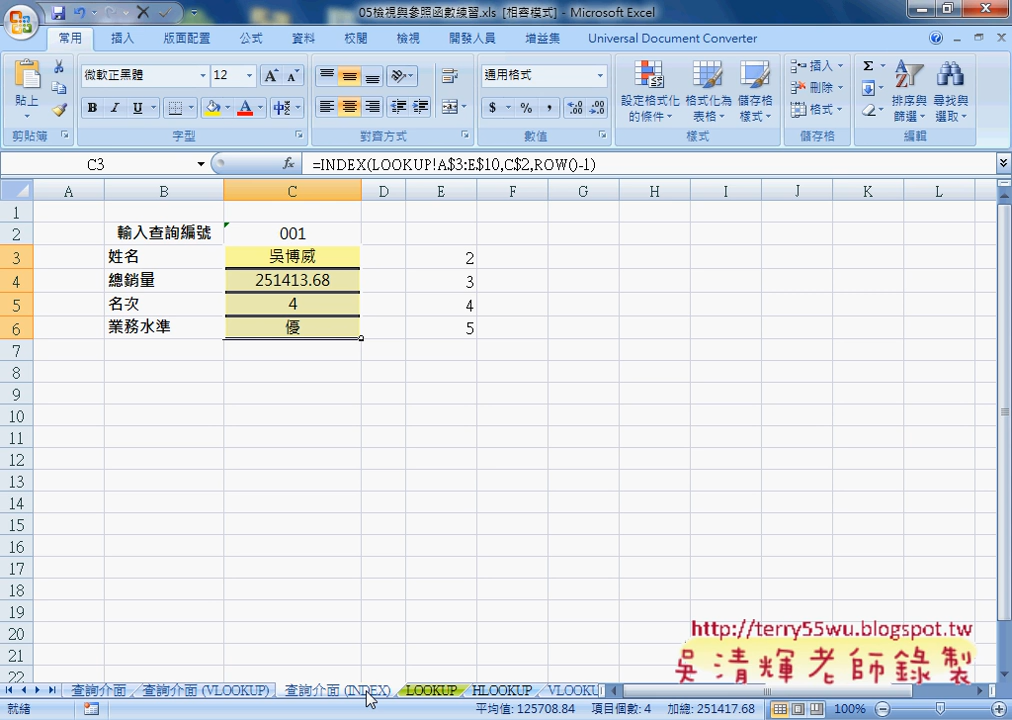 05檢視與參照函數練習.xls [相容模式] - Microsoft Excel
常用 插入 版面配置 公式 資料 校閱 檢視 開發人員 增益集 Universal Document Converter
貼上 微軟正黑體 12 通用格式 設定格式化的條件 格式化為表格 儲存格樣式 插入 刪除 格式 排序與篩選 尋找與選取
剪貼簿 字型 對齊方式 數值 樣式 儲存格 編輯
C3 fx =INDEX(LOOKUP!A$3:E$10,C$2,ROW()-1)
A B C D E F G H I J K L
1
2 輸入查詢編號 001
3 姓名 吳博威 2
4 總銷量 251413.68 3
5 名次 4 4
6 業務水準 優 5
7
8
9
10
11
12
13
14
15
16
17
18
19
20
21
22
http://terry55wu.blogspot.tw
吳清輝老師錄製
查詢介面 查詢介面 (VLOOKUP) 查詢介面 (INDEX) LOOKUP HLOOKUP VLOOKU
就緒 平均值: 125708.84 項目個數: 4 加總: 251417.68 100%